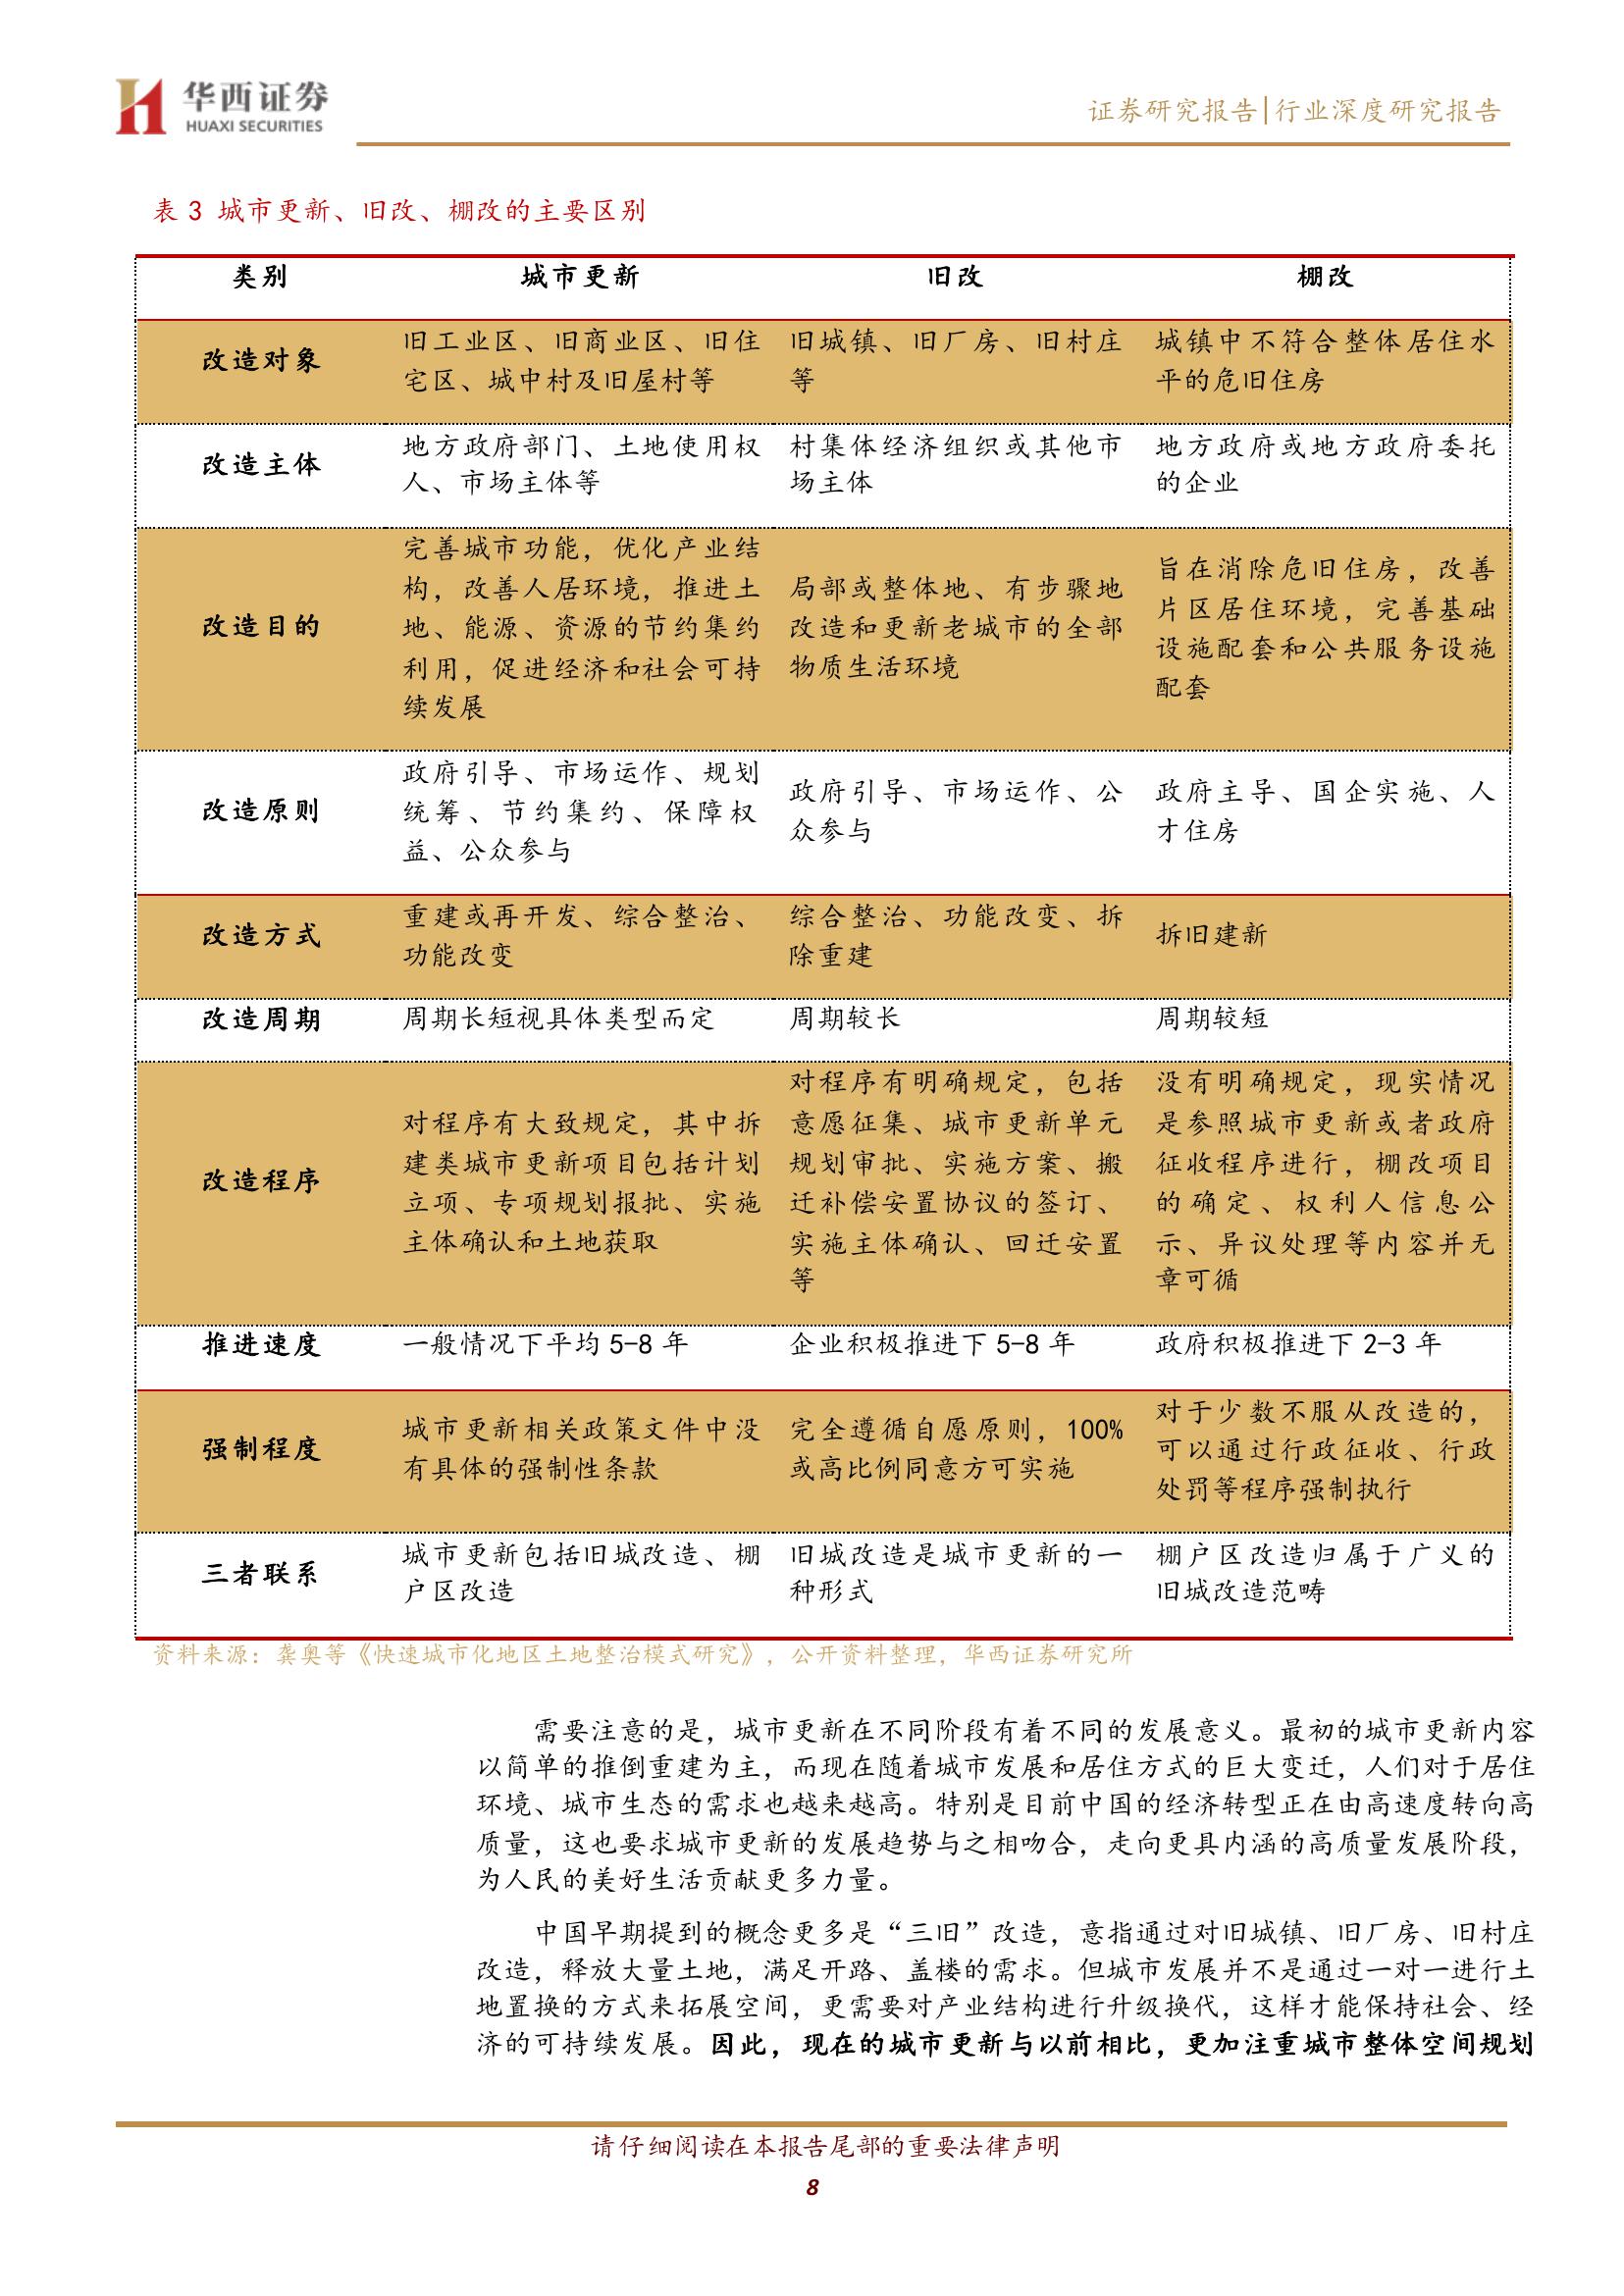 华西证券
HUAXI SECURITIES
证券研究报告|行业深度研究报告
表 3 城市更新、旧改、棚改的主要区别
类别 城市更新 旧改 棚改
改造对象
旧工业区、旧商业区、旧住
宅区、城中村及旧屋村等
旧城镇、旧厂房、旧村庄
等
城镇中不符合整体居住水
平的危旧住房
改造主体
地方政府部门、土地使用权
人、市场主体等
村集体经济组织或其他市
场主体
地方政府或地方政府委托
的企业
改造目的
完善城市功能，优化产业结
构，改善人居环境，推进土
地、能源、资源的节约集约
利用，促进经济和社会可持
续发展
局部或整体地、有步骤地
改造和更新老城市的全部
物质生活环境
旨在消除危旧住房，改善
片区居住环境，完善基础
设施配套和公共服务设施
配套
改造原则
政府引导、市场运作、规划
统筹、节约集约、保障权
益、公众参与
政府引导、市场运作、公
众参与
政府主导、国企实施、人
才住房
改造方式
重建或再开发、综合整治、
功能改变
综合整治、功能改变、拆
除重建
拆旧建新
改造周期 周期长短视具体类型而定 周期较长 周期较短
改造程序
对程序有大致规定，其中拆
建类城市更新项目包括计划
立项、专项规划报批、实施
主体确认和土地获取
对程序有明确规定，包括
意愿征集、城市更新单元
规划审批、实施方案、搬
迁补偿安置协议的签订、
实施主体确认、回迁安置
等
没有明确规定，现实情况
是参照城市更新或者政府
征收程序进行，棚改项目
的确定、权利人信息公
示、异议处理等内容并无
章可循
推进速度 一般情况下平均 5-8 年 企业积极推进下 5-8 年 政府积极推进下 2-3 年
强制程度
城市更新相关政策文件中没
有具体的强制性条款
完全遵循自愿原则，100%
或高比例同意方可实施
对于少数不服从改造的，
可以通过行政征收、行政
处罚等程序强制执行
三者联系
城市更新包括旧城改造、棚
户区改造
旧城改造是城市更新的一
种形式
棚户区改造归属于广义的
旧城改造范畴
资料来源：龚奥等《快速城市化地区土地整治模式研究》，公开资料整理，华西证券研究所
需要注意的是，城市更新在不同阶段有着不同的发展意义。最初的城市更新内容
以简单的推倒重建为主，而现在随着城市发展和居住方式的巨大变迁，人们对于居住
环境、城市生态的需求也越来越高。特别是目前中国的经济转型正在由高速度转向高
质量，这也要求城市更新的发展趋势与之相吻合，走向更具内涵的高质量发展阶段，
为人民的美好生活贡献更多力量。
中国早期提到的概念更多是“三旧”改造，意指通过对旧城镇、旧厂房、旧村庄
改造，释放大量土地，满足开路、盖楼的需求。但城市发展并不是通过一对一进行土
地置换的方式来拓展空间，更需要对产业结构进行升级换代，这样才能保持社会、经
济的可持续发展。因此，现在的城市更新与以前相比，更加注重城市整体空间规划
请仔细阅读在本报告尾部的重要法律声明
8